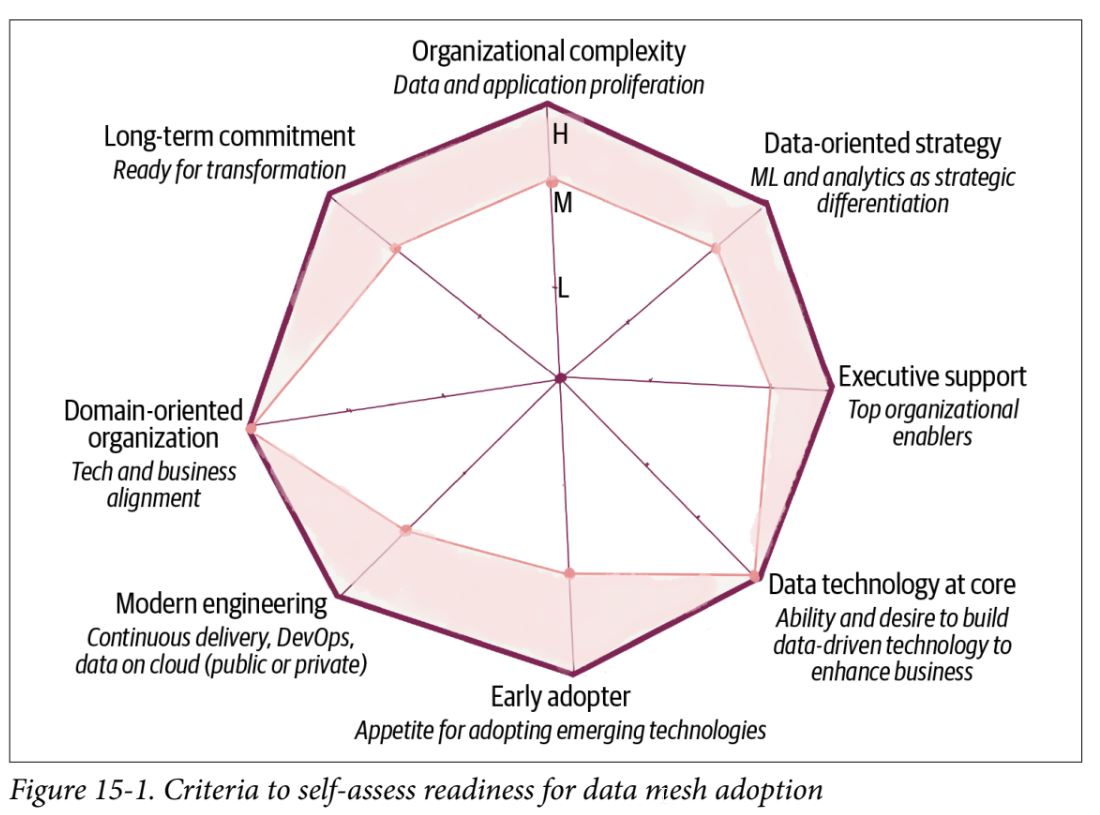 Organizational complexity
Data and application proliferation
Long-term commitment
Ready for transformation
H
Data-oriented strategy
ML and analytics as strategic
differentiation
M
L
Executive support
Top organizational
enablers
Domain-oriented
organization
Tech and business
alignment
Data technology at core
Ability and desire to build
data-driven technology to
enhance business
Modern engineering
Continuous delivery, DevOps,
data on cloud (public or private)
Early adopter
Appetite for adopting emerging technologies
Figure 15-1. Criteria to self-assess readiness for data mesh adoption